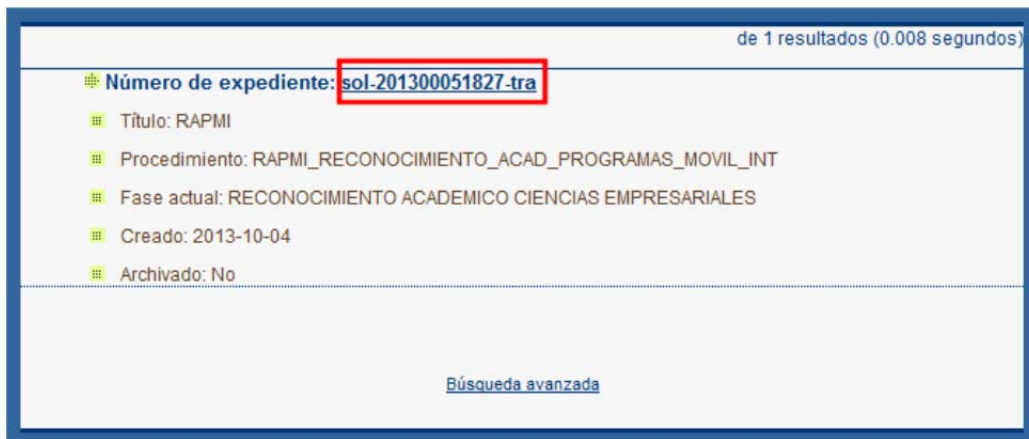 de 1 resultados (0.008 segundos)
Número de expediente: sol-201300051827-tra
Título: RAPMI
Procedimiento: RAPMI_RECONOCIMIENTO_ACAD_PROGRAMAS_MOVIL_INT
Fase actual: RECONOCIMIENTO ACADEMICO CIENCIAS EMPRESARIALES
Creado: 2013-10-04
Archivado: No
Búsqueda avanzada